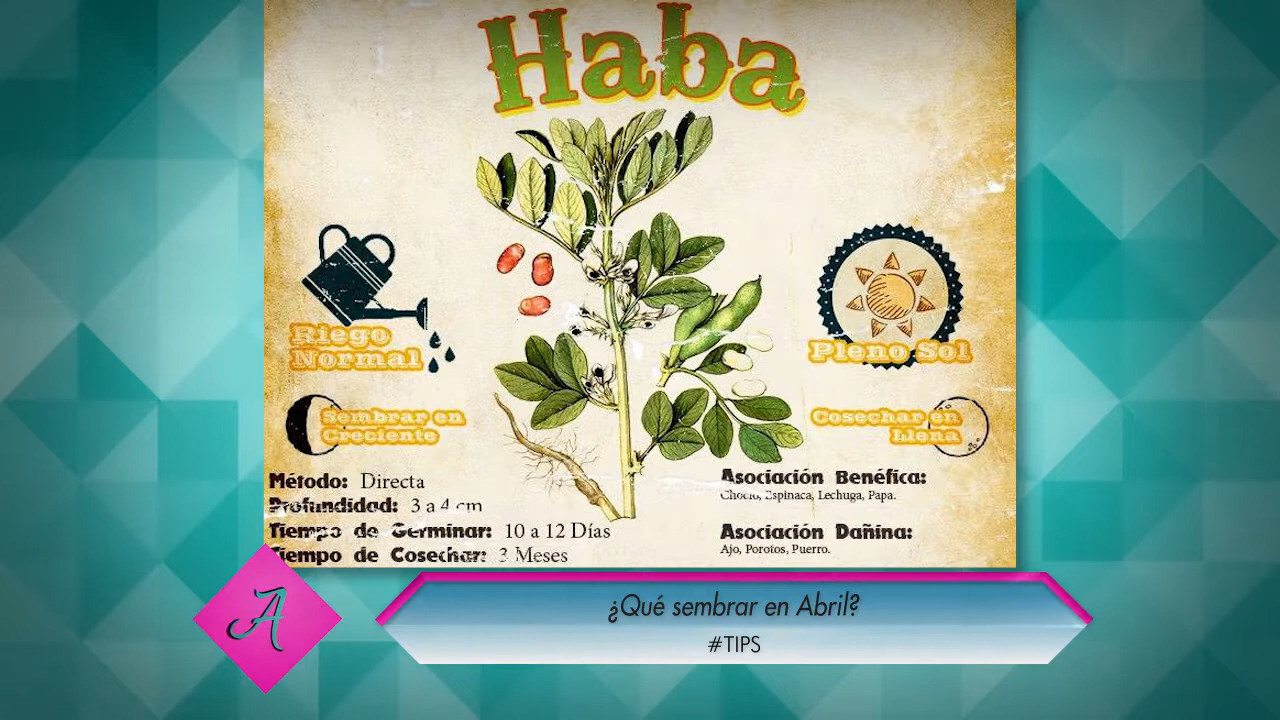 Haba
Riego
Normal
Pleno Sol
Sembrar en
Creciente
Cosechar en
Llena
Método: Directa
Profundidad: 3 a 4 cm
Tiempo de Germinar: 10 a 12 Días
Tiempo de Cosechar: 3 Meses
Asociación Benéfica:
Choclo, Espinaca, Lechuga, Papa.
Asociación Dañina:
Ajo, Porotos, Puerro.
A
¿Qué sembrar en Abril?
#TIPS